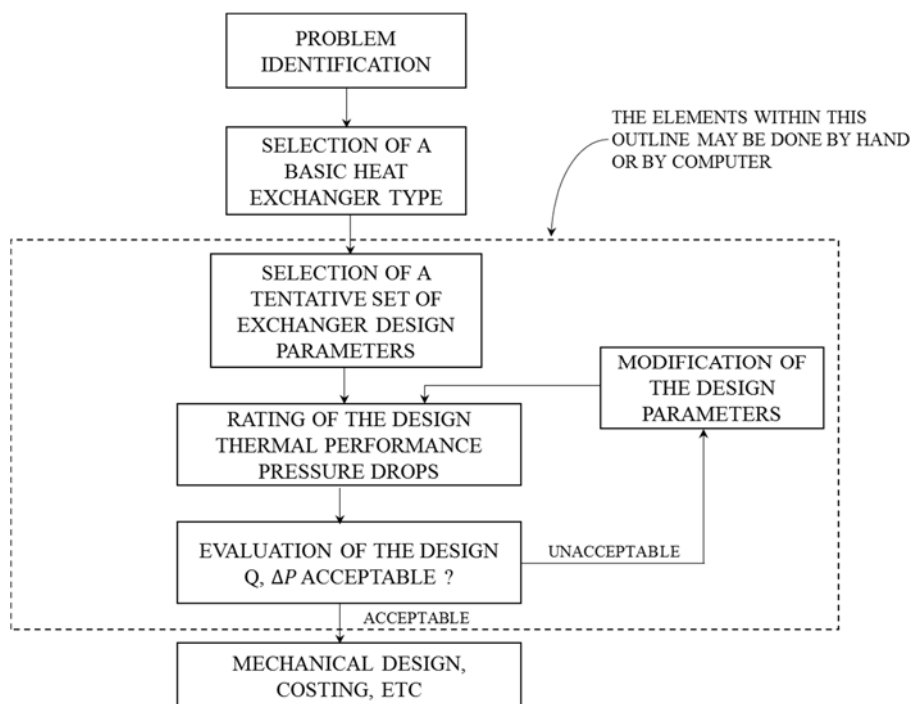 PROBLEM
IDENTIFICATION
THE ELEMENTS WITHIN THIS
OUTLINE MAY BE DONE BY HAND
OR BY COMPUTER
SELECTION OF A
BASIC HEAT
EXCHANGER TYPE
SELECTION OF A
TENTATIVE SET OF
EXCHANGER DESIGN
PARAMETERS
MODIFICATION OF
THE DESIGN
PARAMETERS
RATING OF THE DESIGN
THERMAL PERFORMANCE
PRESSURE DROPS
EVALUATION OF THE DESIGN
Q, ΔP ACCEPTABLE ?
UNACCEPTABLE
ACCEPTABLE
MECHANICAL DESIGN,
COSTING, ETC